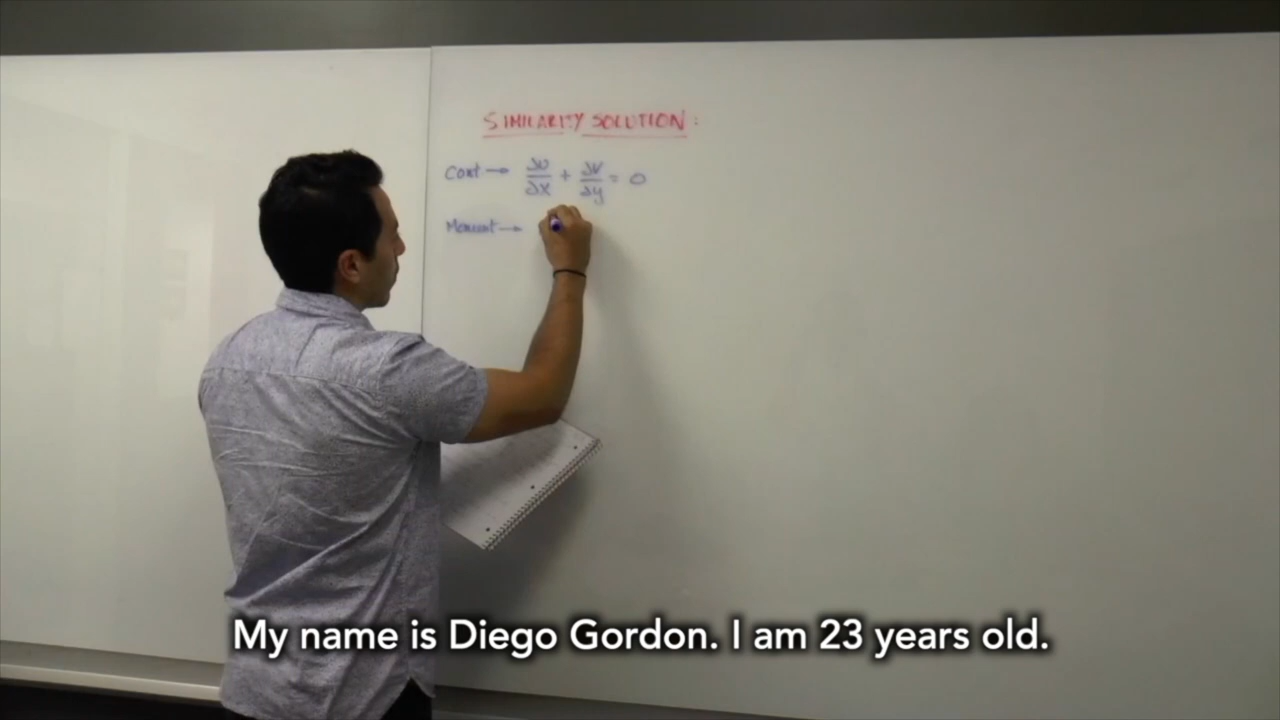 SIMILARITY SOLUTION:
Cont → ∂U/∂x + ∂V/∂y = 0
Moment →
My name is Diego Gordon. I am 23 years old.